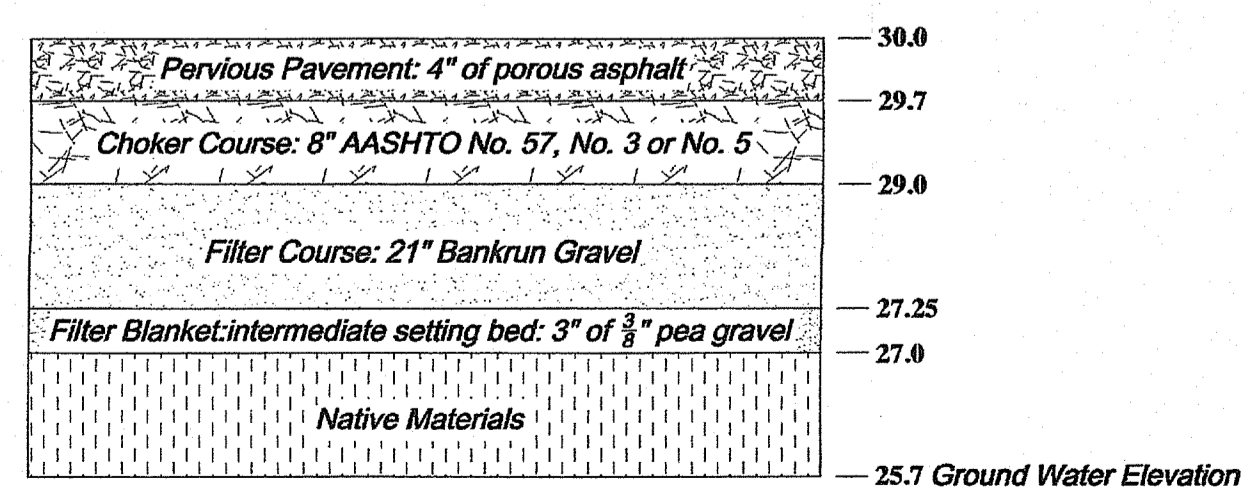 30.0
Pervious Pavement: 4" of porous asphalt
29.7
Choker Course: 8" AASHTO No. 57, No. 3 or No. 5
29.0
Filter Course: 21" Bankrun Gravel
27.25
Filter Blanket:intermediate setting bed: 3" of 3/8" pea gravel
27.0
Native Materials
25.7 Ground Water Elevation